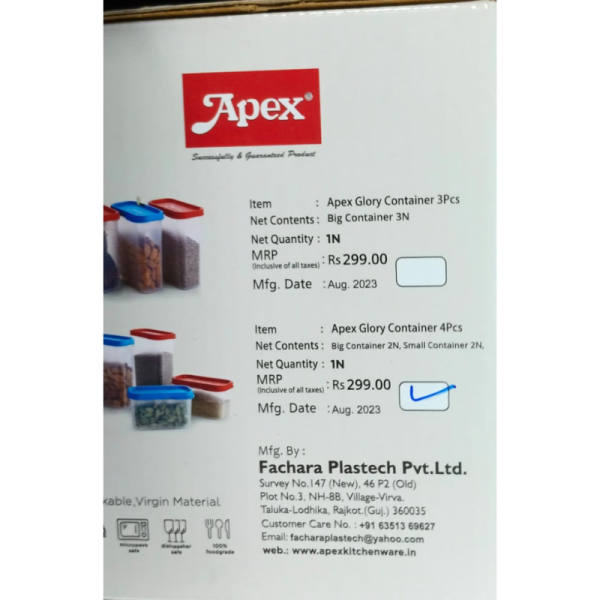 Apex®
Successfully & Guaranteed Product
Item : Apex Glory Container 3Pcs
Net Contents : Big Container 3N
Net Quantity : 1N
MRP (inclusive of all taxes) : Rs 299.00
Mfg. Date : Aug. 2023
Item : Apex Glory Container 4Pcs
Net Contents : Big Container 2N, Small Container 2N,
Net Quantity : 1N
MRP (inclusive of all taxes) : Rs 299.00
Mfg. Date : Aug. 2023
Mfg. By :
Fachara Plastech Pvt.Ltd.
Survey No.147 (New), 46 P2 (Old)
Plot No.3, NH-8B, Village-Virva.
Taluka-Lodhika, Rajkot.(Guj.) 360035
Customer Care No. : +91 63513 69627
Email: facharaplastech@yahoo.com
web.: www.apexkitchenware.in
kable,Virgin Material.
microwave safe
dishwasher safe
100% foodgrade